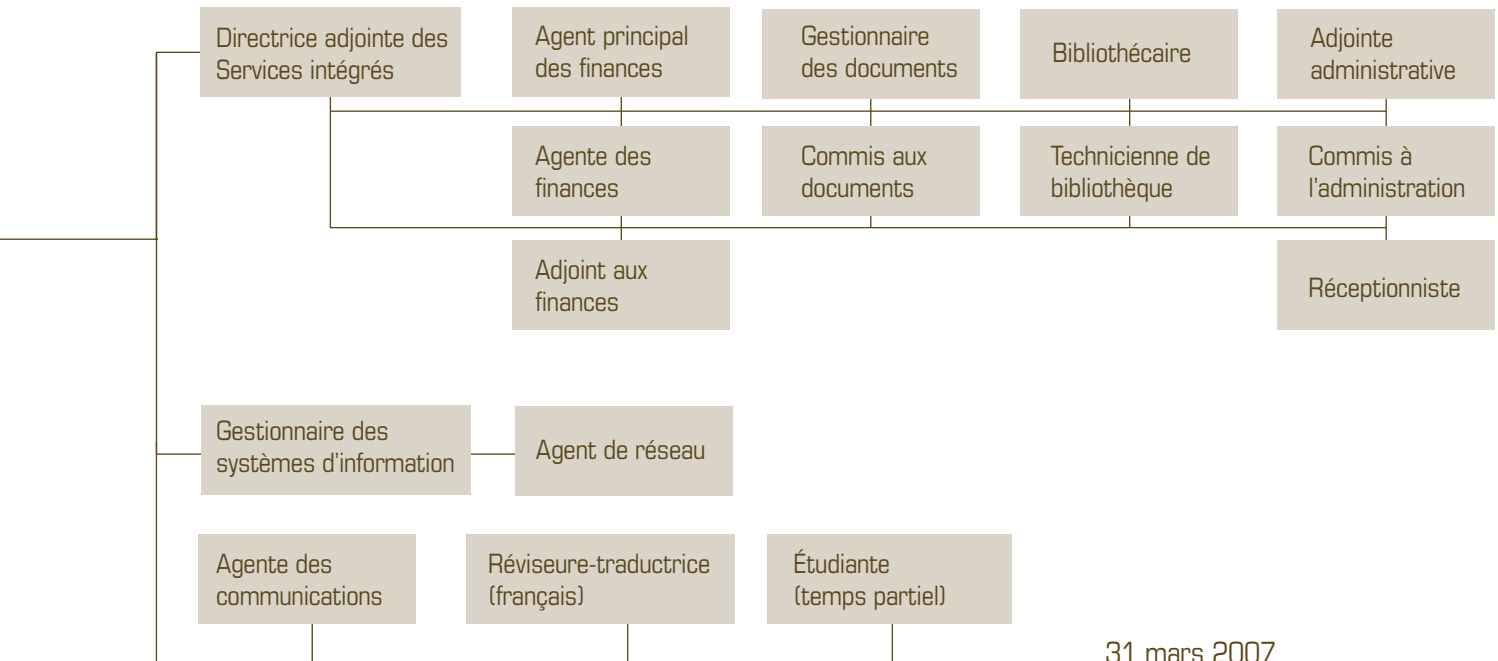 Directrice adjointe des
Services intégrés
Agent principal
des finances
Gestionnaire
des documents
Bibliothécaire
Adjointe
administrative
Agente des
finances
Commis aux
documents
Technicienne de
bibliothèque
Commis à
l'administration
Adjoint aux
finances
Réceptionniste
Gestionnaire des
systèmes d'information
Agent de réseau
Agente des
communications
Réviseure-traductrice
(français)
Étudiante
(temps partiel)
31 mars 2007